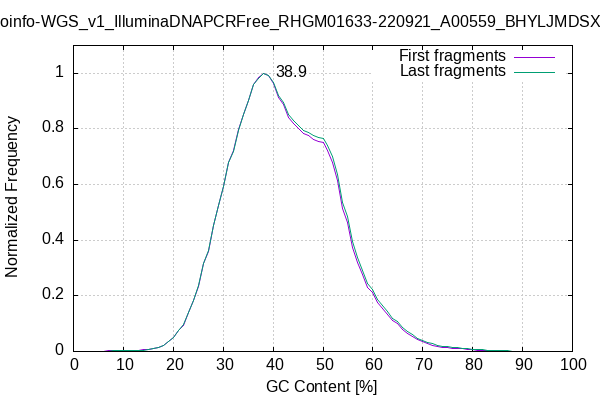 oinfo-WGS_v1_IlluminaDNAPCRFree_RHGM01633-220921_A00559_BHYLJMDSX
First fragments
Last fragments
38.9
Normalized Frequency
1
0.8
0.6
0.4
0.2
0
0 10 20 30 40 50 60 70 80 90 100
GC Content [%]